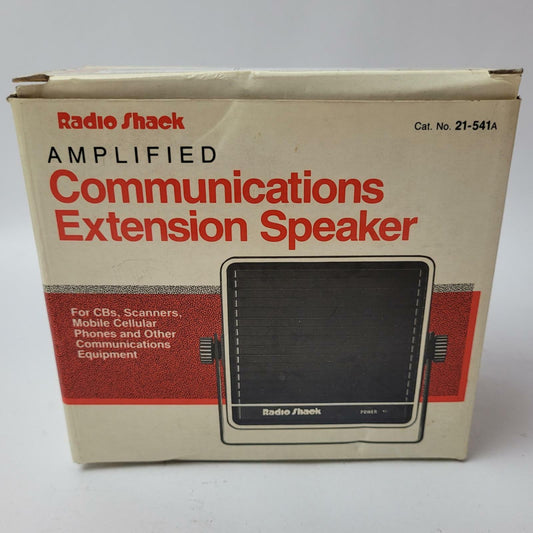 Radio Shack
Cat. No. 21-541A
AMPLIFIED
Communications
Extension Speaker
For CBs, Scanners,
Mobile Cellular
Phones and Other
Communications
Equipment
Radio Shack
POWER